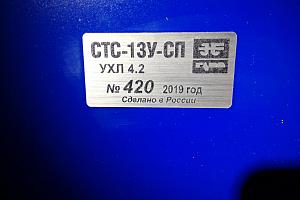 СТС-13У-СП
УХЛ 4.2
№ 420 2019 год
Сделано в России